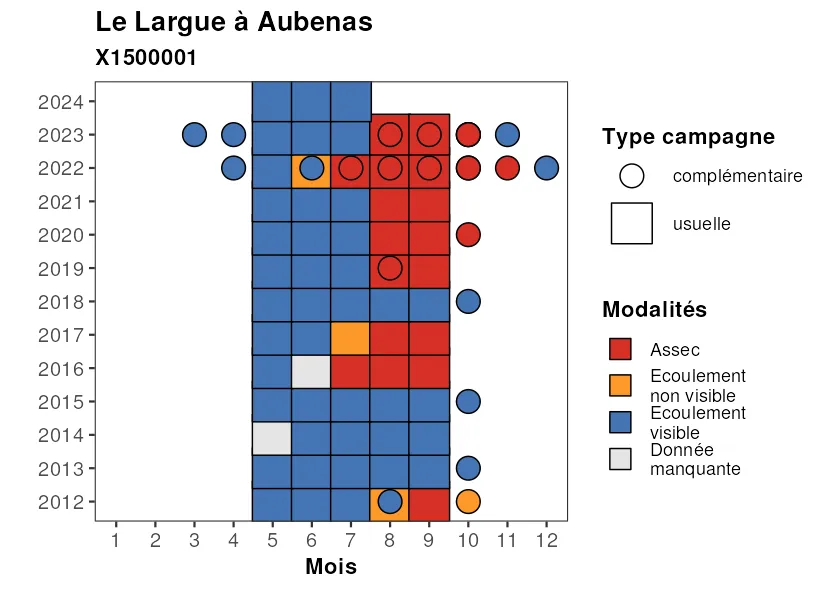 Le Largue à Aubenas
X1500001
2024
2023
2022
2021
2020
2019
2018
2017
2016
2015
2014
2013
2012
1 2 3 4 5 6 7 8 9 10 11 12
Mois
Type campagne
complémentaire
usuelle
Modalités
Assec
Ecoulement
non visible
Ecoulement
visible
Donnée
manquante